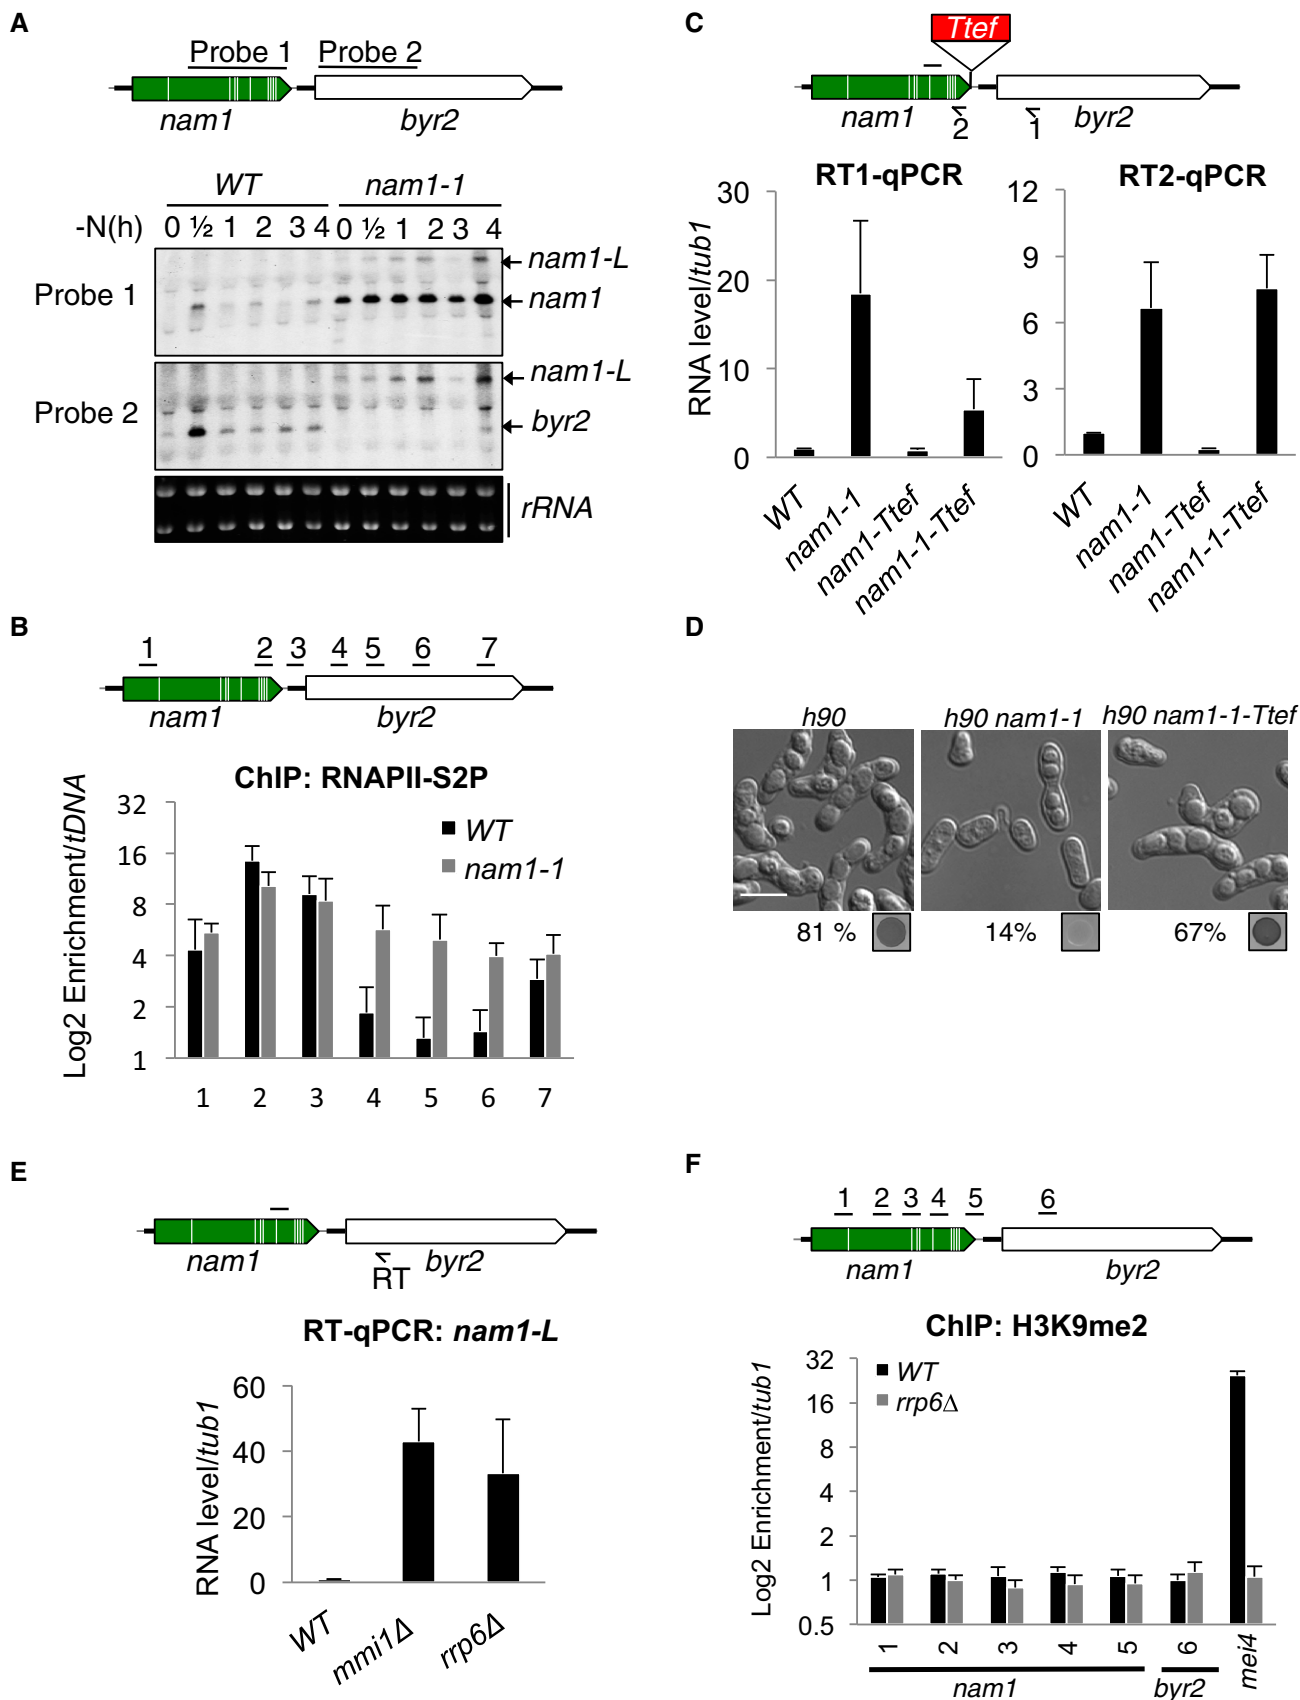 A
Probe 1 Probe 2
nam1 byr2
WT nam1-1
-N(h) 0 ½ 1 2 3 4 0 ½ 1 2 3 4
nam1-L
Probe 1
nam1
nam1-L
Probe 2
byr2
rRNA
B
1 2 3 4 5 6 7
nam1 byr2
ChIP: RNAPII-S2P
Log2 Enrichment/tDNA
32
16
8
4
2
1
WT
nam1-1
1 2 3 4 5 6 7
C
Ttef
nam1 2 1 byr2
RT1-qPCR
RNA level/tub1
30
20
10
0
WT
nam1-1
nam1-Ttef
nam1-1-Ttef
RT2-qPCR
12
9
6
3
0
WT
nam1-1
nam1-Ttef
nam1-1-Ttef
D
h90 h90 nam1-1 h90 nam1-1-Ttef
81 % 14% 67%
E
nam1 RT byr2
RT-qPCR: nam1-L
RNA level/tub1
60
40
20
0
WT
mmi1Δ
rrp6Δ
F
1 2 3 4 5 6
nam1 byr2
ChIP: H3K9me2
Log2 Enrichment/tub1
32
16
8
4
2
1
0.5
WT
rrp6Δ
1 2 3 4 5 6 mei4
nam1 byr2